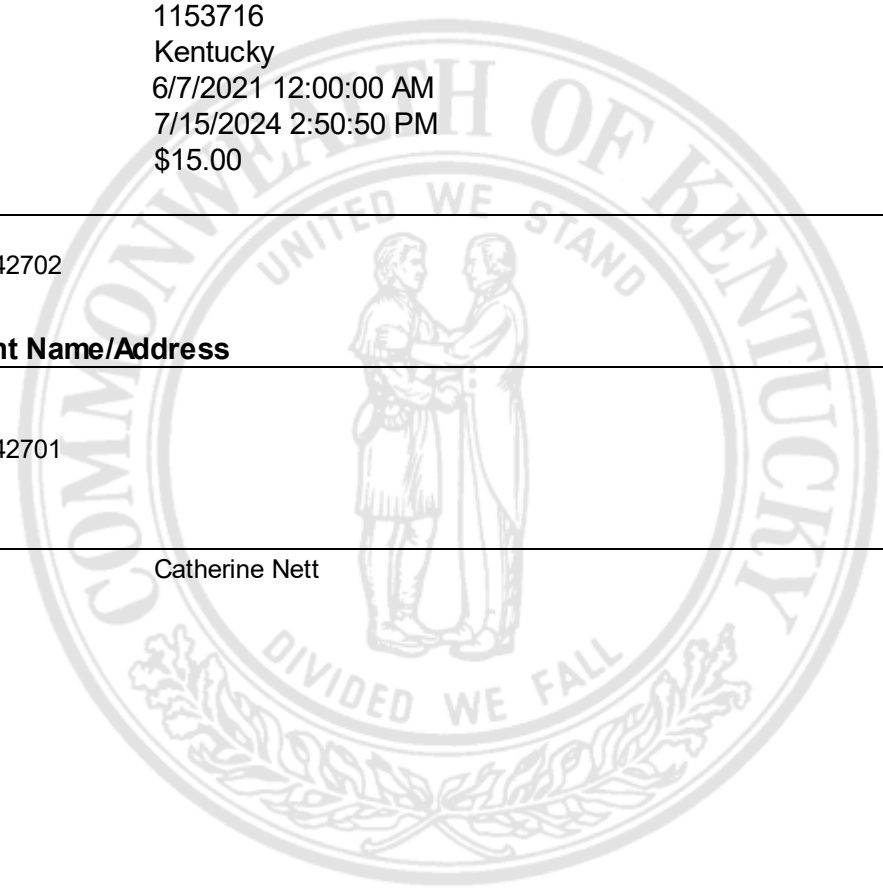 1153716
Kentucky
6/7/2021 12:00:00 AM
7/15/2024 2:50:50 PM
$15.00
COMMONWEALTH OF KENTUCKY
UNITED WE STAND
42702
nt Name/Address
42701
Catherine Nett
DIVIDED WE FALL